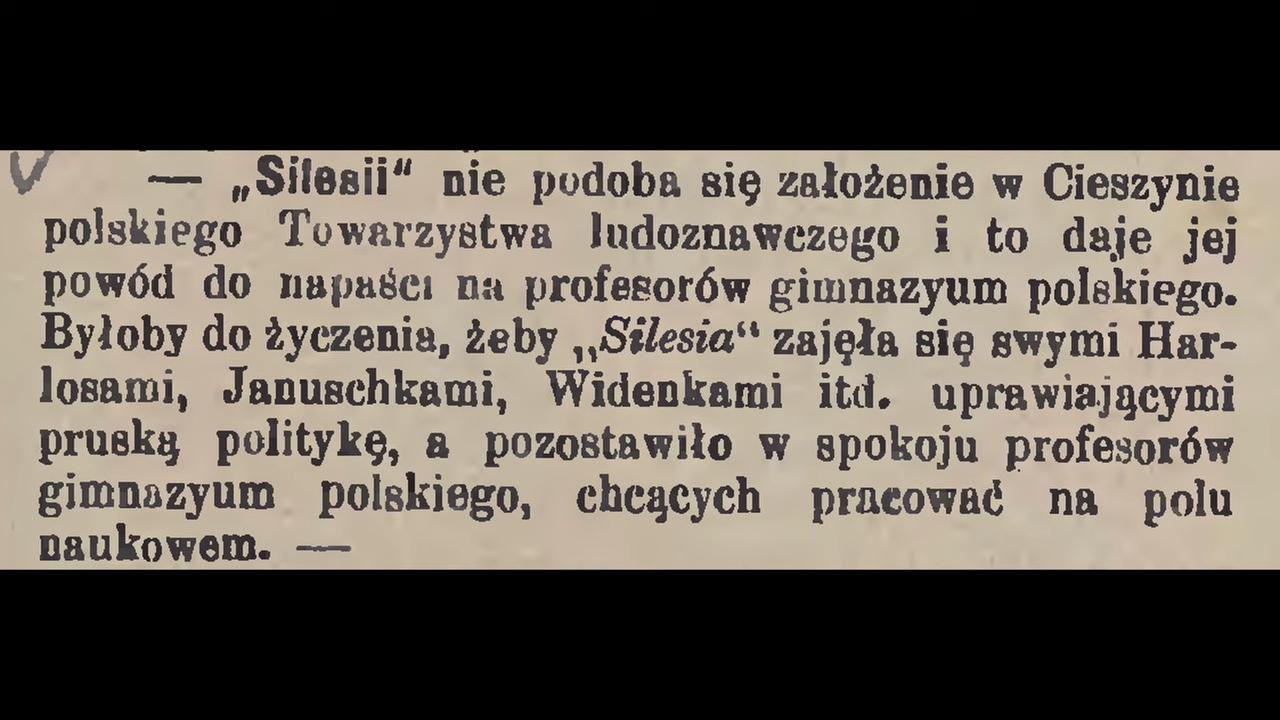 — „Silesii“ nie podoba się założenie w Cieszynie
polskiego Towarzystwa ludoznawczego i to daje jej
powód do napaści na profesorów gimnazyum polskiego.
Byłoby do życzenia, żeby „Silesia“ zajęła się swymi Har-
losami, Januschkami, Widenkami itd. uprawiającymi
pruską politykę, a pozostawiło w spokoju profesorów
gimnazyum polskiego, chcących pracować na polu
naukowem. —